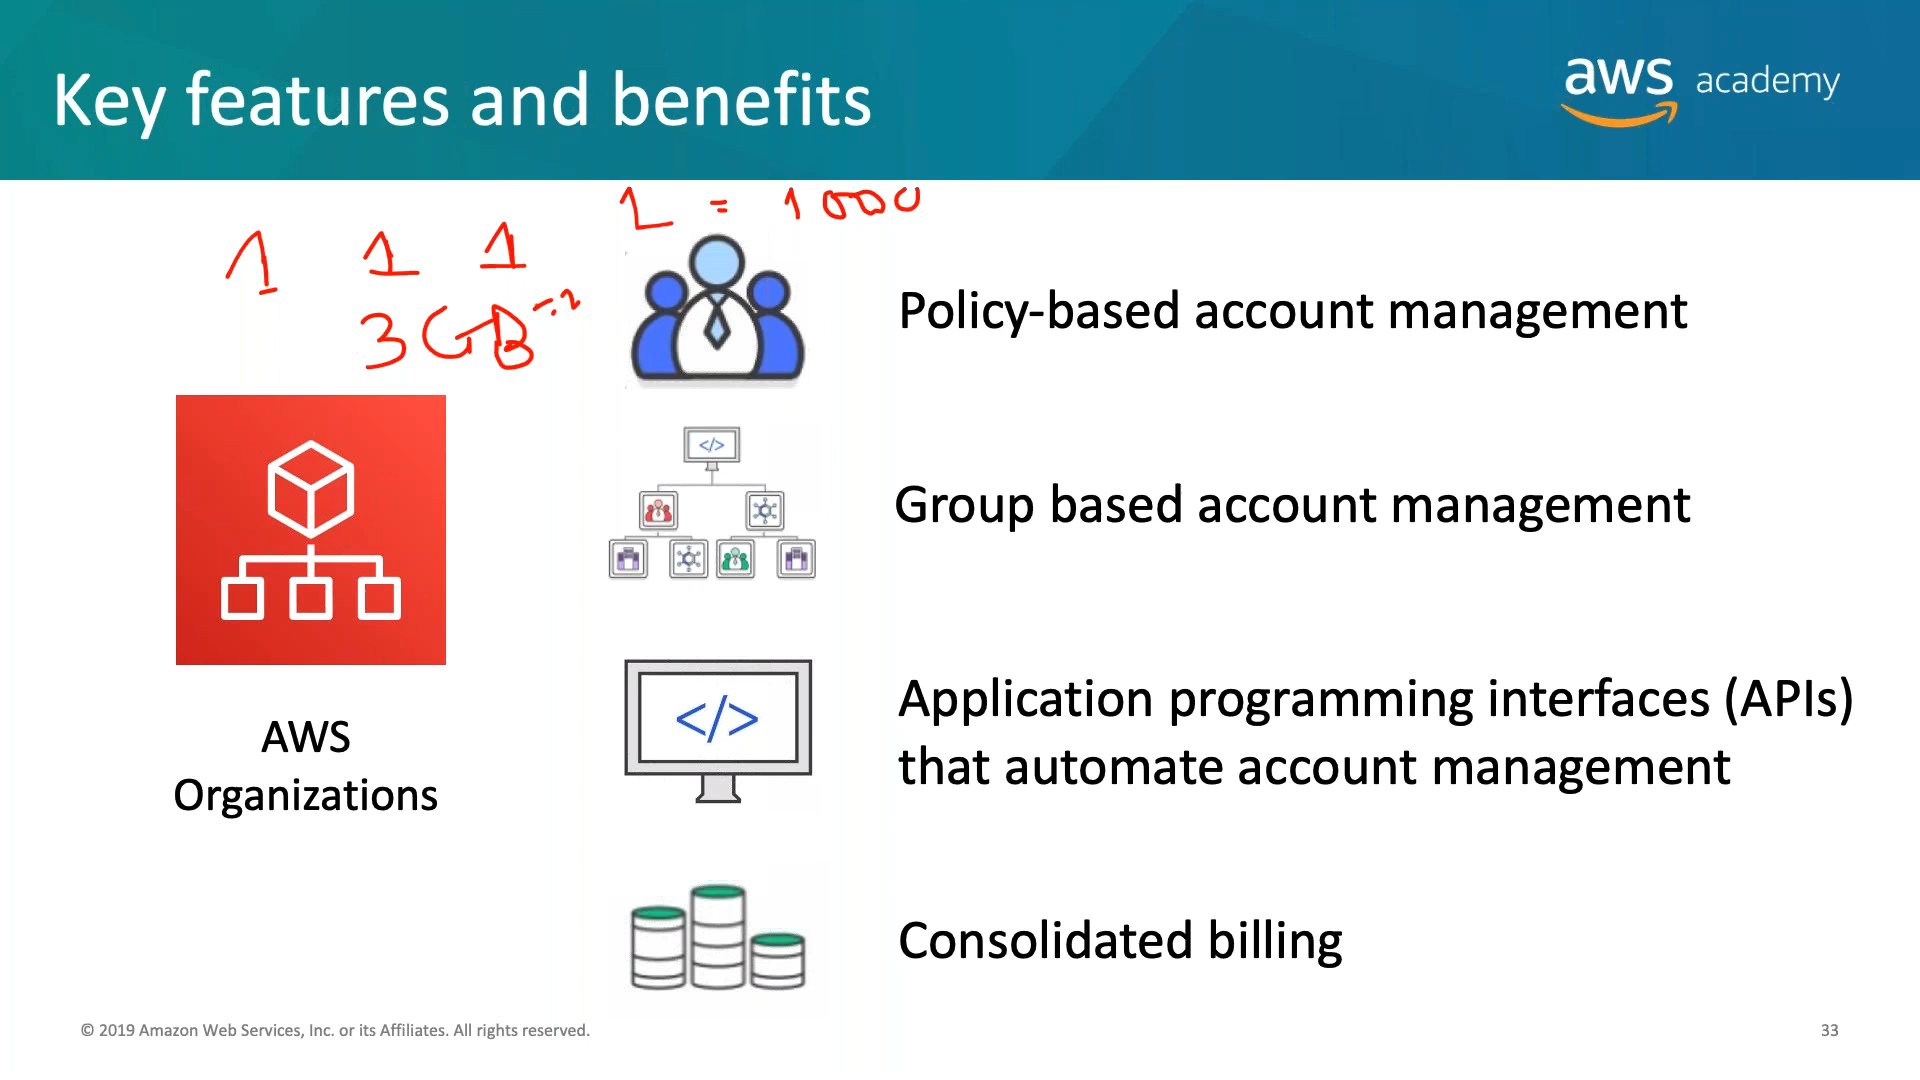 Key features and benefits
aws academy
1 = 1000
1 1 1
3GB
Policy-based account management
</>
Group based account management
</>
Application programming interfaces (APIs)
that automate account management
AWS
Organizations
Consolidated billing
© 2019 Amazon Web Services, Inc. or its Affiliates. All rights reserved.
33